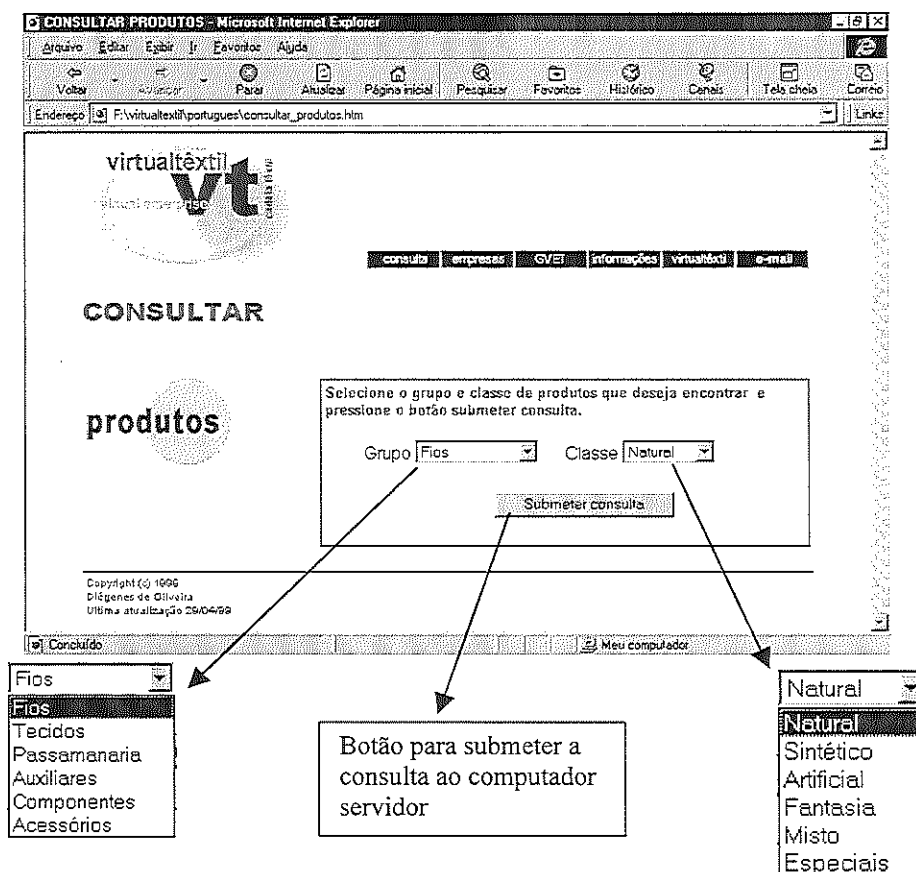 CONSULTAR PRODUTOS - Microsoft Internet Explorer
Arquivo Editar Exibir Ir Favoritos Ajuda
Voltar Parar Atualizar Página inicial Pesquisar Favoritos Histórico Canais Tela cheia Correio
Endereço F:\virtualtextil\portugues\consultar_produtos.htm Links
virtualtêxtil
vt
consulta empresas GVET informações virtualtêxtil e-mail
CONSULTAR
produtos
Selecione o grupo e classe de produtos que deseja encontrar e
pressione o botão submeter consulta.
Grupo Fios Classe Natural
Submeter consulta
Copyright (c) 1998
Diógenes de Oliveira
Última atualização 29/04/99
Concluído Meu computador
Fios
Fios
Tecidos
Passamanaria
Auxiliares
Componentes
Acessórios
Botão para submeter a
consulta ao computador
servidor
Natural
Natural
Sintético
Artificial
Fantasia
Misto
Especiais